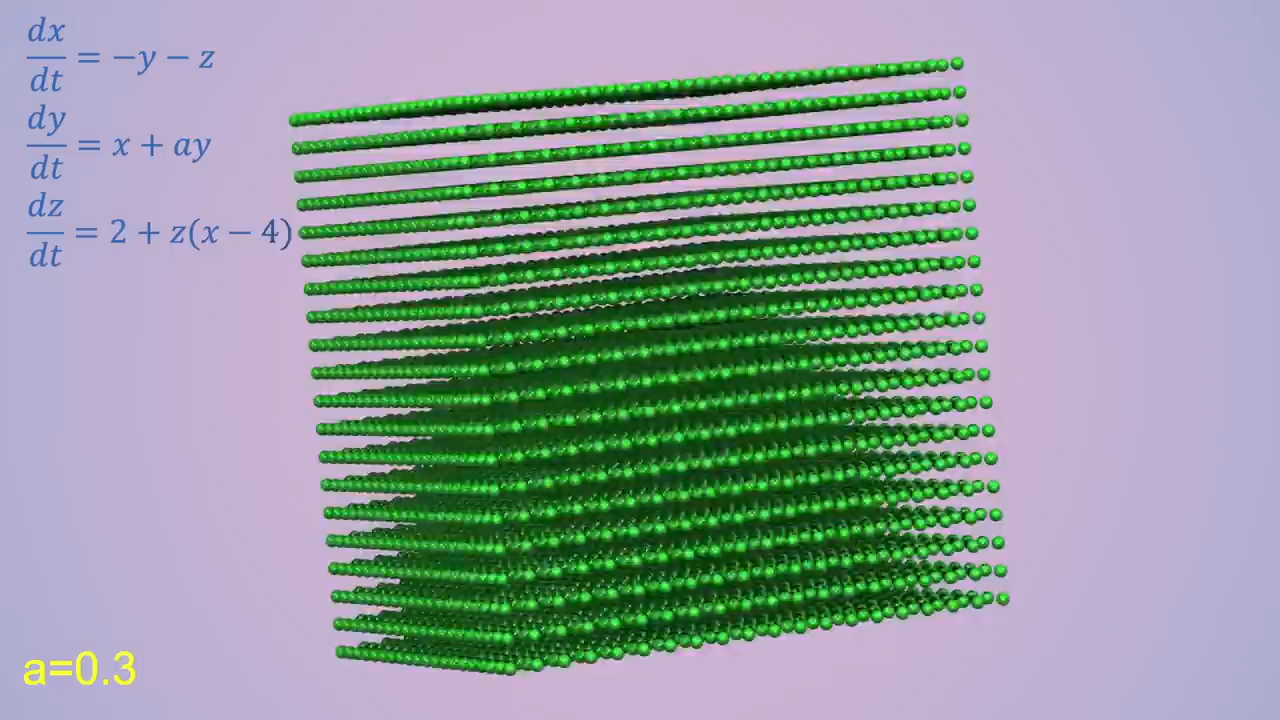 dx/dt = −y − z
dy/dt = x + ay
dz/dt = 2 + z(x − 4)
a=0.3